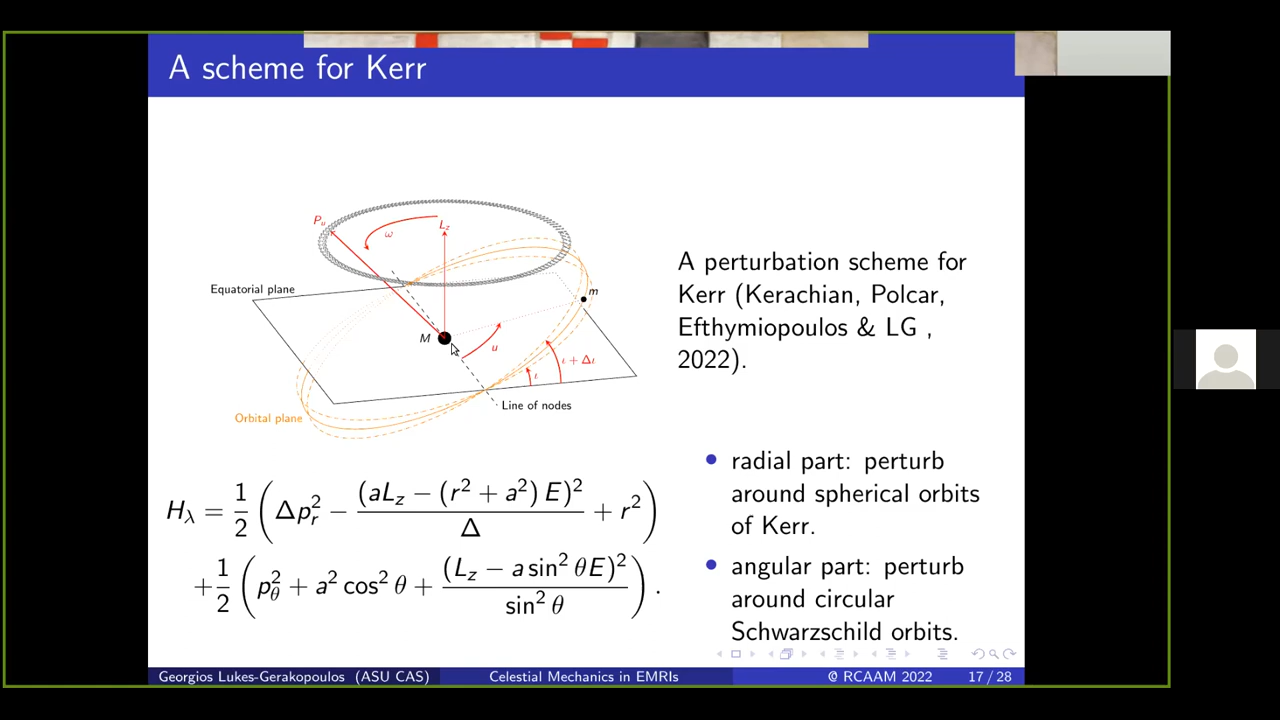 A scheme for Kerr
P_u
ω
L_z
Equatorial plane
m
M
u
ι + Δι
ι
Orbital plane
Line of nodes
A perturbation scheme for
Kerr (Kerachian, Polcar,
Efthymiopoulos & LG ,
2022).
• radial part: perturb
around spherical orbits
of Kerr.
• angular part: perturb
around circular
Schwarzschild orbits.
H_λ = 1/2 ( Δp_r^2 − (aL_z − (r^2 + a^2) E)^2 / Δ + r^2 )
+ 1/2 ( p_θ^2 + a^2 cos^2 θ + (L_z − a sin^2 θE)^2 / sin^2 θ ) .
Georgios Lukes-Gerakopoulos (ASU CAS) Celestial Mechanics in EMRIs @ RCAAM 2022 17 / 28